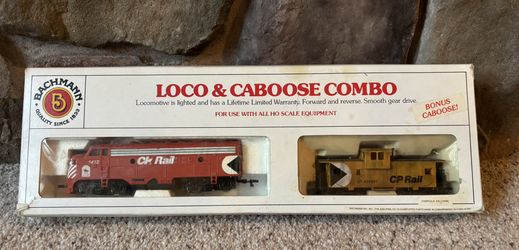 BACHMANN
QUALITY SINCE 1833
LOCO & CABOOSE COMBO
Locomotive is lighted and has a Lifetime Limited Warranty. Forward and reverse. Smooth gear drive.
FOR USE WITH ALL HO SCALE EQUIPMENT
BONUS
CABOOSE!
CP Rail
CP Rail